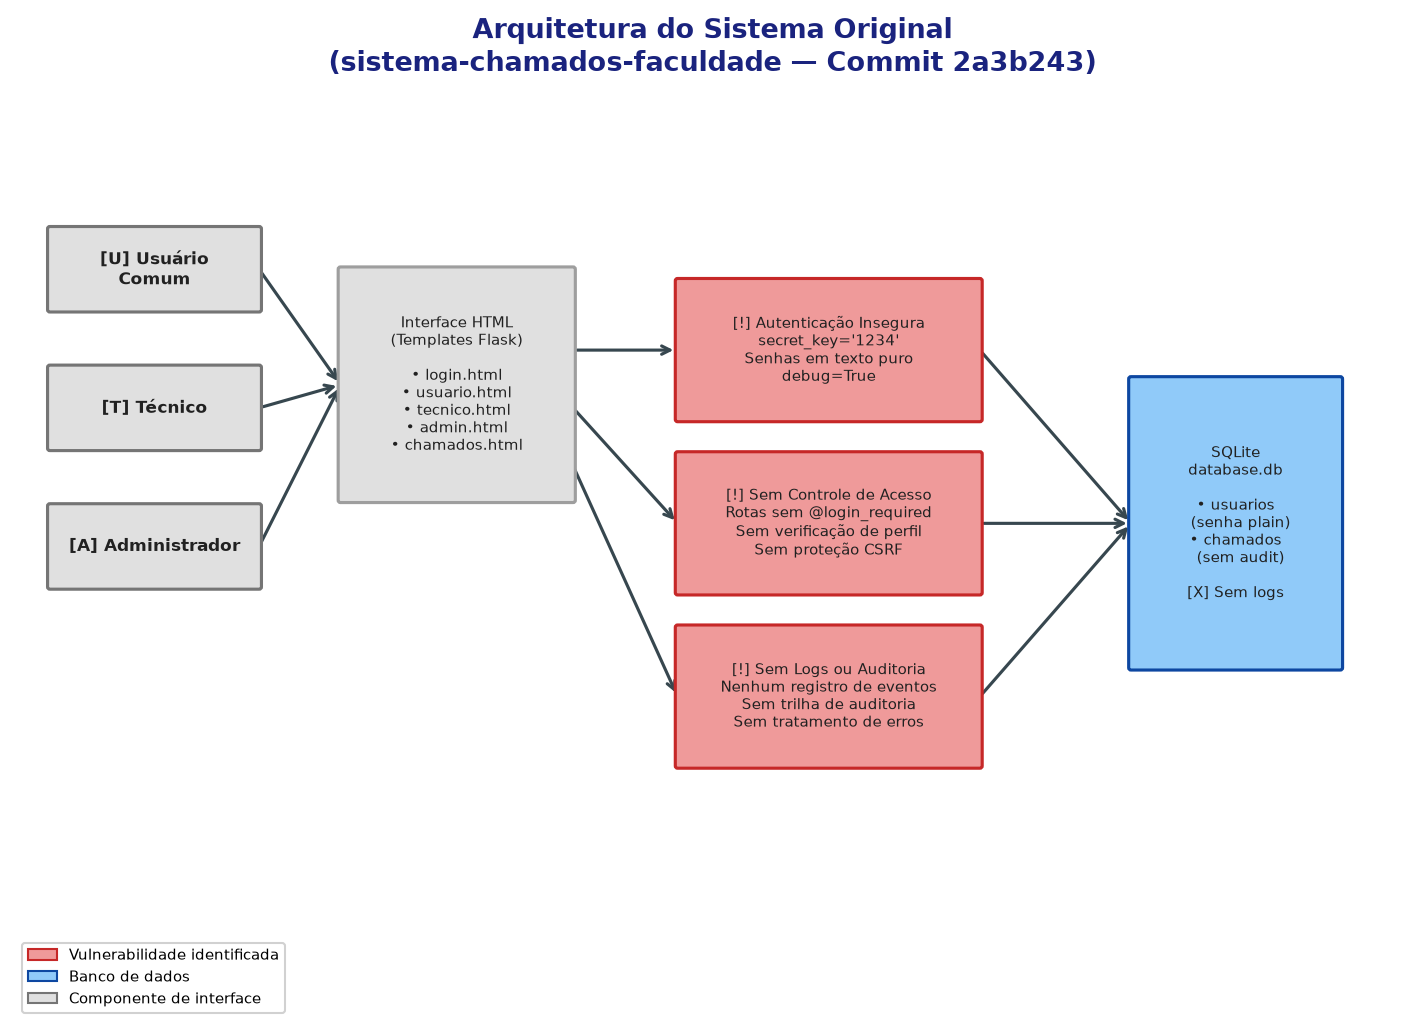 Arquitetura do Sistema Original
(sistema-chamados-faculdade — Commit 2a3b243)
[U] Usuário
Comum
[T] Técnico
[A] Administrador
Interface HTML
(Templates Flask)
• login.html
• usuario.html
• tecnico.html
• admin.html
• chamados.html
[!] Autenticação Insegura
secret_key='1234'
Senhas em texto puro
debug=True
[!] Sem Controle de Acesso
Rotas sem @login_required
Sem verificação de perfil
Sem proteção CSRF
[!] Sem Logs ou Auditoria
Nenhum registro de eventos
Sem trilha de auditoria
Sem tratamento de erros
SQLite
database.db
• usuarios
(senha plain)
• chamados
(sem audit)
[X] Sem logs
Vulnerabilidade identificada
Banco de dados
Componente de interface